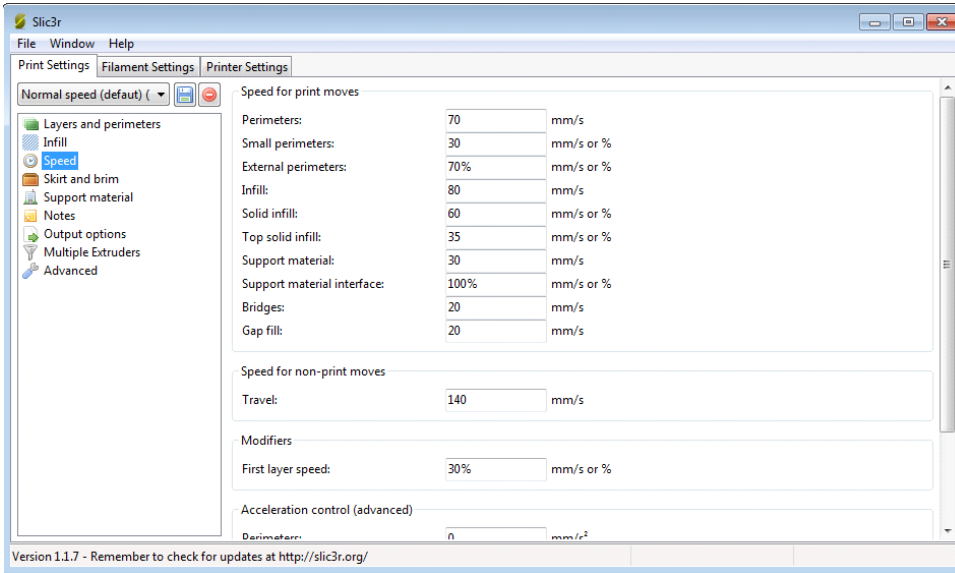 Slic3r
File Window Help
Print Settings Filament Settings Printer Settings
Normal speed (defaut) (
Layers and perimeters
Infill
Speed
Skirt and brim
Support material
Notes
Output options
Multiple Extruders
Advanced
Speed for print moves
Perimeters: 70 mm/s
Small perimeters: 30 mm/s or %
External perimeters: 70% mm/s or %
Infill: 80 mm/s
Solid infill: 60 mm/s or %
Top solid infill: 35 mm/s or %
Support material: 30 mm/s
Support material interface: 100% mm/s or %
Bridges: 20 mm/s
Gap fill: 20 mm/s
Speed for non-print moves
Travel: 140 mm/s
Modifiers
First layer speed: 30% mm/s or %
Acceleration control (advanced)
Perimeters: 0 mm/s²
Version 1.1.7 - Remember to check for updates at http://slic3r.org/